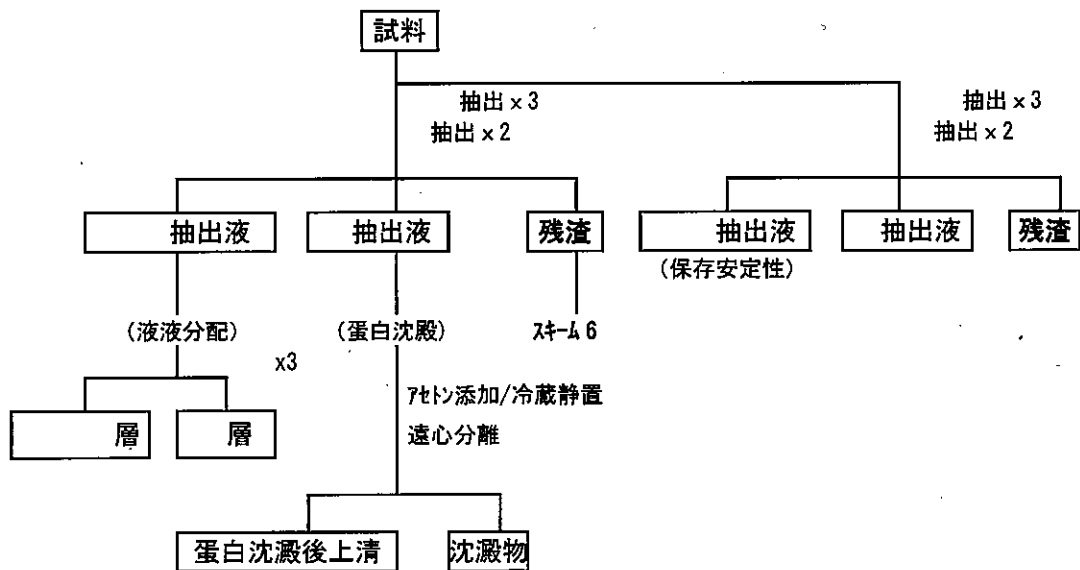 試料
抽出 x 3
抽出 x 2
抽出 x 3
抽出 x 2
抽出液
抽出液
残渣
抽出液
抽出液
残渣
(保存安定性)
(液液分配)
(蛋白沈殿)
ｽｷｰﾑ 6
x3
ｱｾﾄﾝ添加/冷蔵静置
遠心分離
層
層
蛋白沈澱後上清
沈澱物